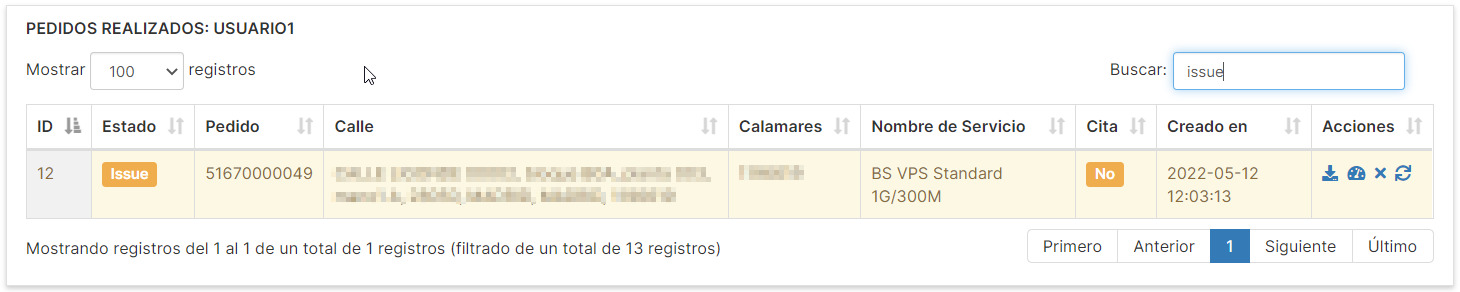 PEDIDOS REALIZADOS: USUARIO1
Mostrar 100 registros Buscar: issue
ID Estado Pedido Calle Calamares Nombre de Servicio Cita Creado en Acciones
12 Issue 51670000049 BS VPS Standard No 2022-05-12
1G/300M 12:03:13
Mostrando registros del 1 al 1 de un total de 1 registros (filtrado de un total de 13 registros) Primero Anterior 1 Siguiente Último